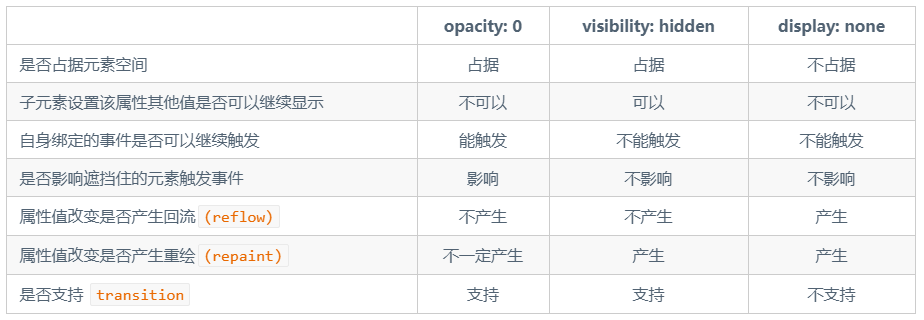 opacity: 0 visibility: hidden display: none
是否占据元素空间 占据 占据 不占据
子元素设置该属性其他值是否可以继续显示 不可以 可以 不可以
自身绑定的事件是否可以继续触发 能触发 不能触发 不能触发
是否影响遮挡住的元素触发事件 影响 不影响 不影响
属性值改变是否产生回流 (reflow) 不产生 不产生 产生
属性值改变是否产生重绘 (repaint) 不一定产生 产生 产生
是否支持 transition 支持 支持 不支持